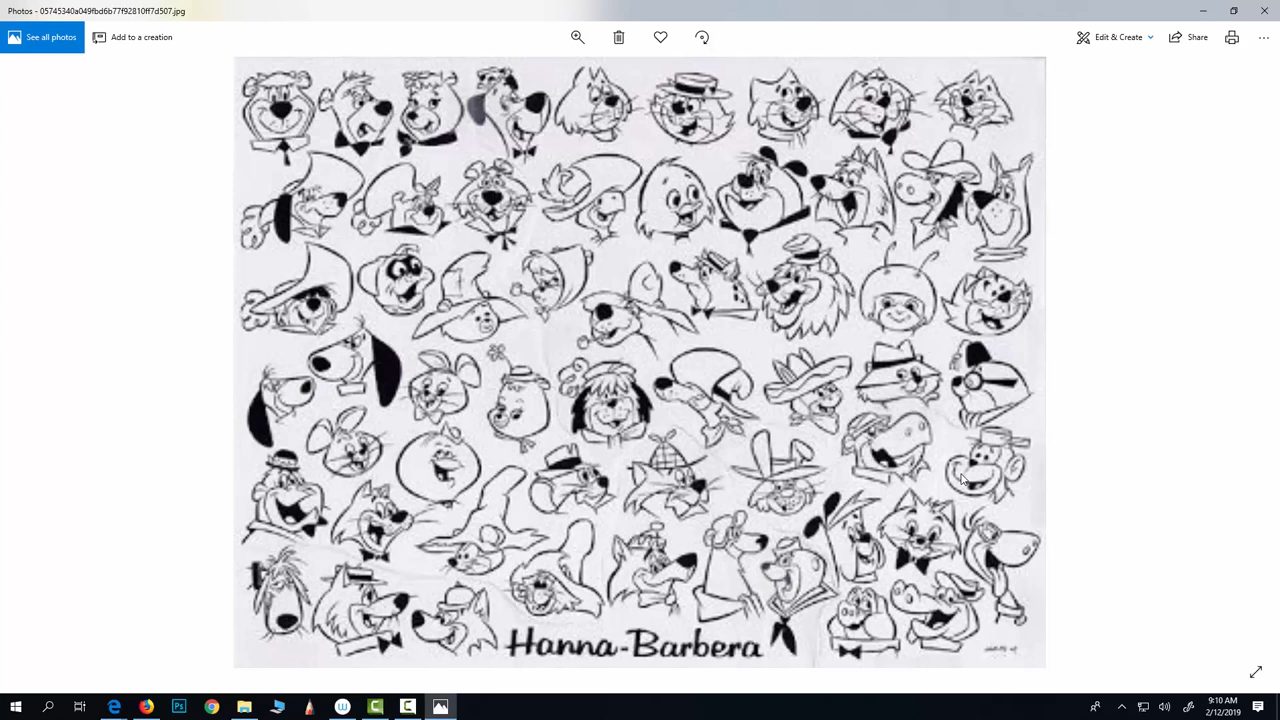 Photos - 05745340a049fbd6b77f92810ff7d507.jpg
See all photos
Add to a creation
Edit & Create
Share
Hanna-Barbera
Ps
9:10 AM
2/12/2019